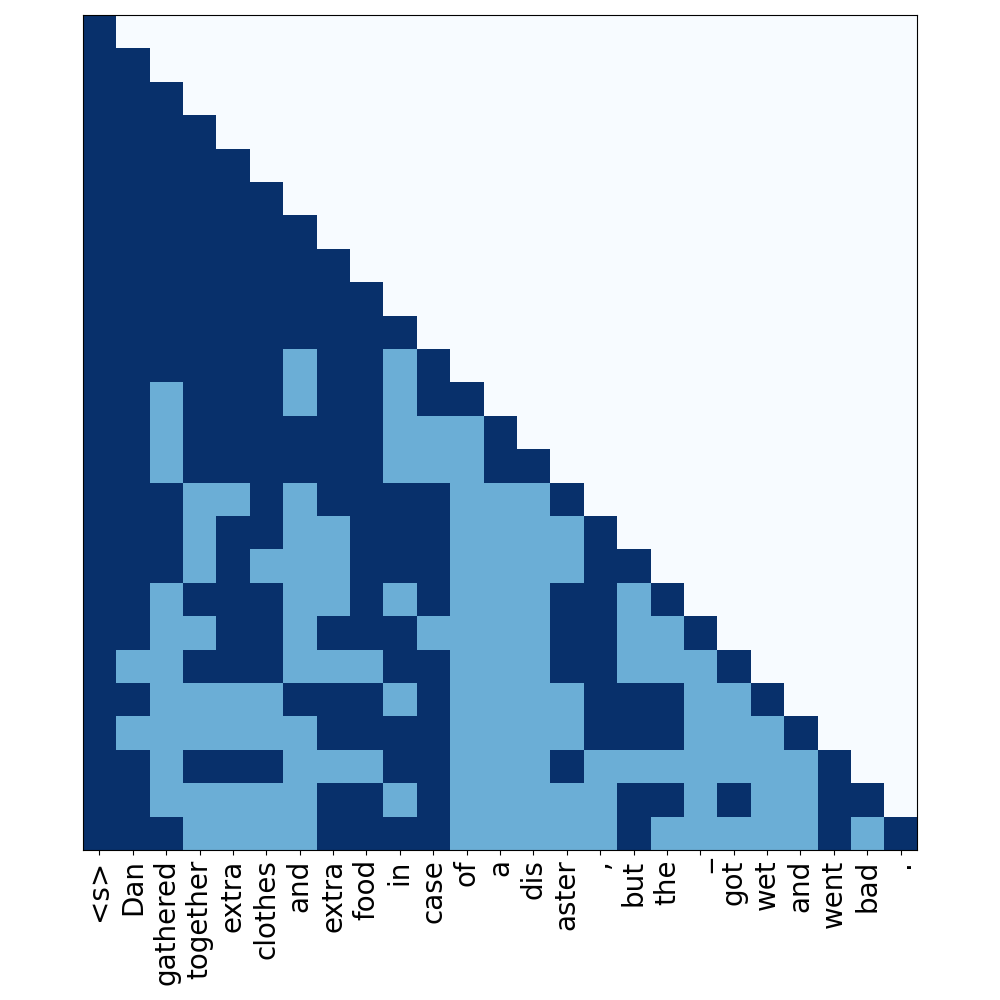 <s> Dan gathered together extra clothes and extra food in case of a dis aster , but the _ got wet and went bad .